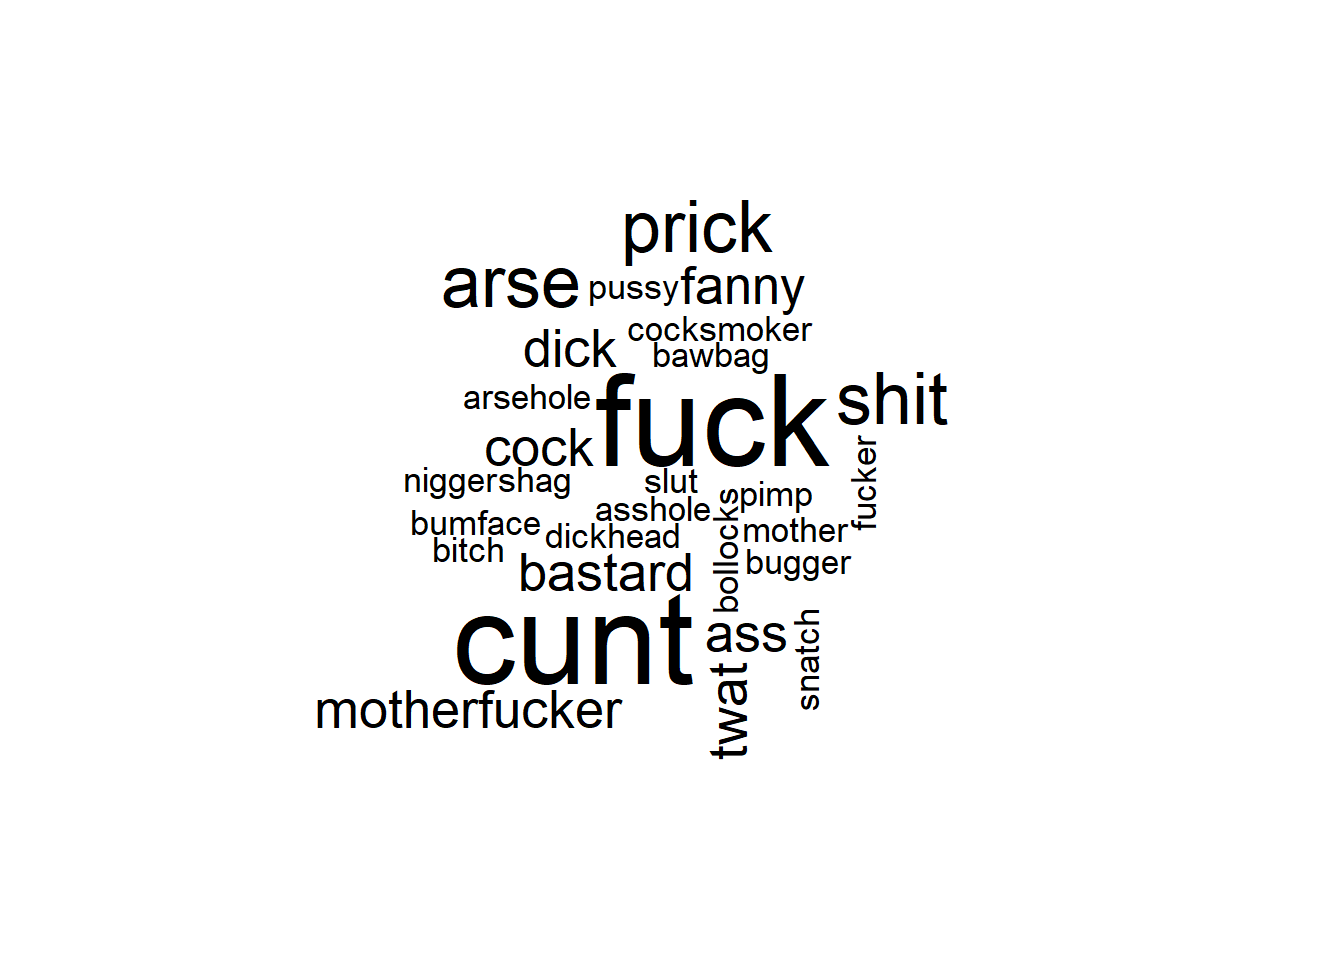 prick
arse
pussy fanny
cocksmoker
dick
bawbag
arsehole
fuck
shit
cock
fucker
niggershag
slut
pimp
asshole
bollocks
bumface
dickhead
mother
bitch
bugger
bastard
cunt
ass
snatch
twat
motherfucker